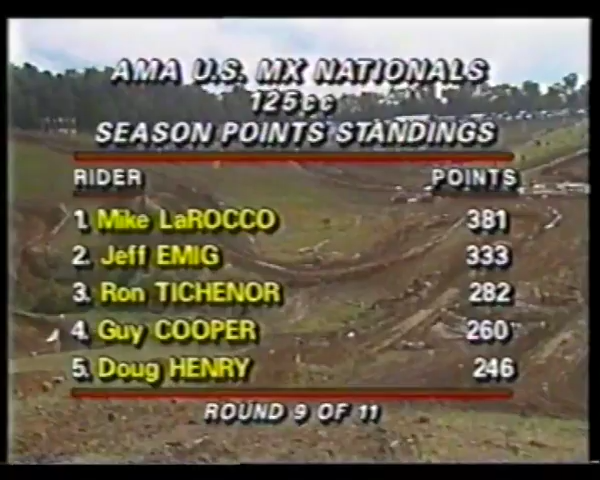 AMA U.S. MX NATIONALS
125cc
SEASON POINTS STANDINGS
RIDER POINTS
1. Mike LaROCCO 381
2. Jeff EMIG 333
3. Ron TICHENOR 282
4. Guy COOPER 260
5. Doug HENRY 246
ROUND 9 OF 11